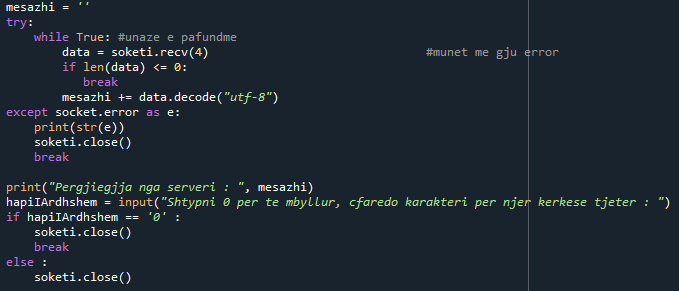 mesazhi = ''
try:
    while True: #unaze e pafundme
        data = soketi.recv(4)                               #munet me gju error
        if len(data) <= 0:
           break
        mesazhi += data.decode("utf-8")
except socket.error as e:
    print(str(e))
    soketi.close()
    break

print("Pergjiegjja nga serveri : ", mesazhi)
hapiIArdhshem = input("Shtypni 0 per te mbyllur, cfaredo karakteri per njer kerkese tjeter : ")
if hapiIArdhshem == '0' :
    soketi.close()
    break
else :
    soketi.close()